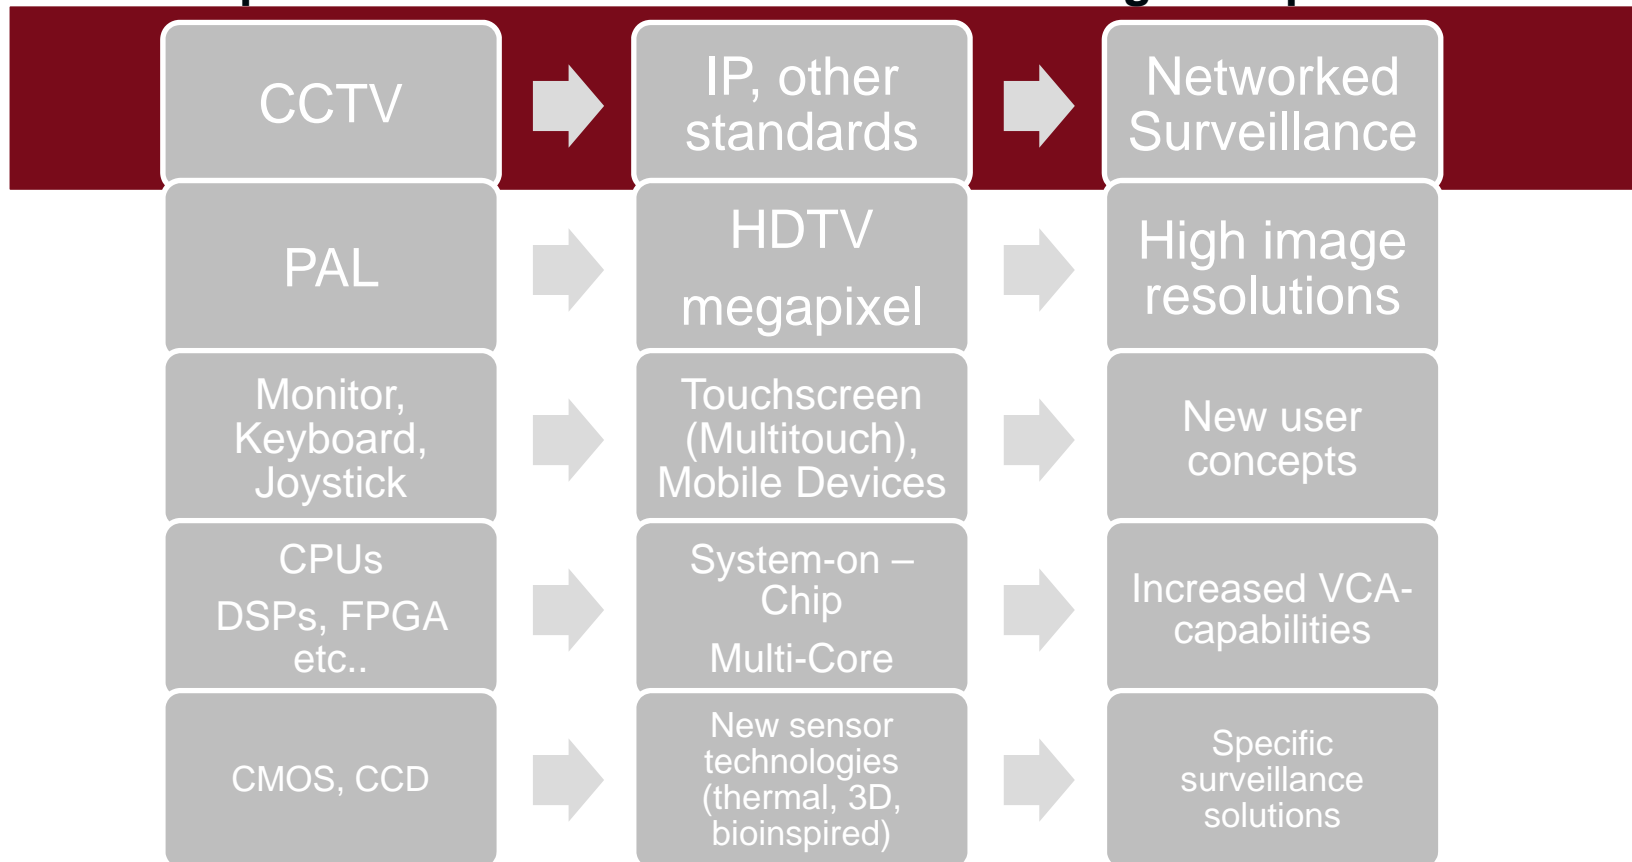 CCTV
IP, other
standards
Networked
Surveillance
PAL
HDTV
megapixel
High image
resolutions
Monitor,
Keyboard,
Joystick
Touchscreen
(Multitouch),
Mobile Devices
New user
concepts
CPUs
DSPs, FPGA
etc..
System-on –
Chip
Multi-Core
Increased VCA-
capabilities
CMOS, CCD
New sensor
technologies
(thermal, 3D,
bioinspired)
Specific
surveillance
solutions